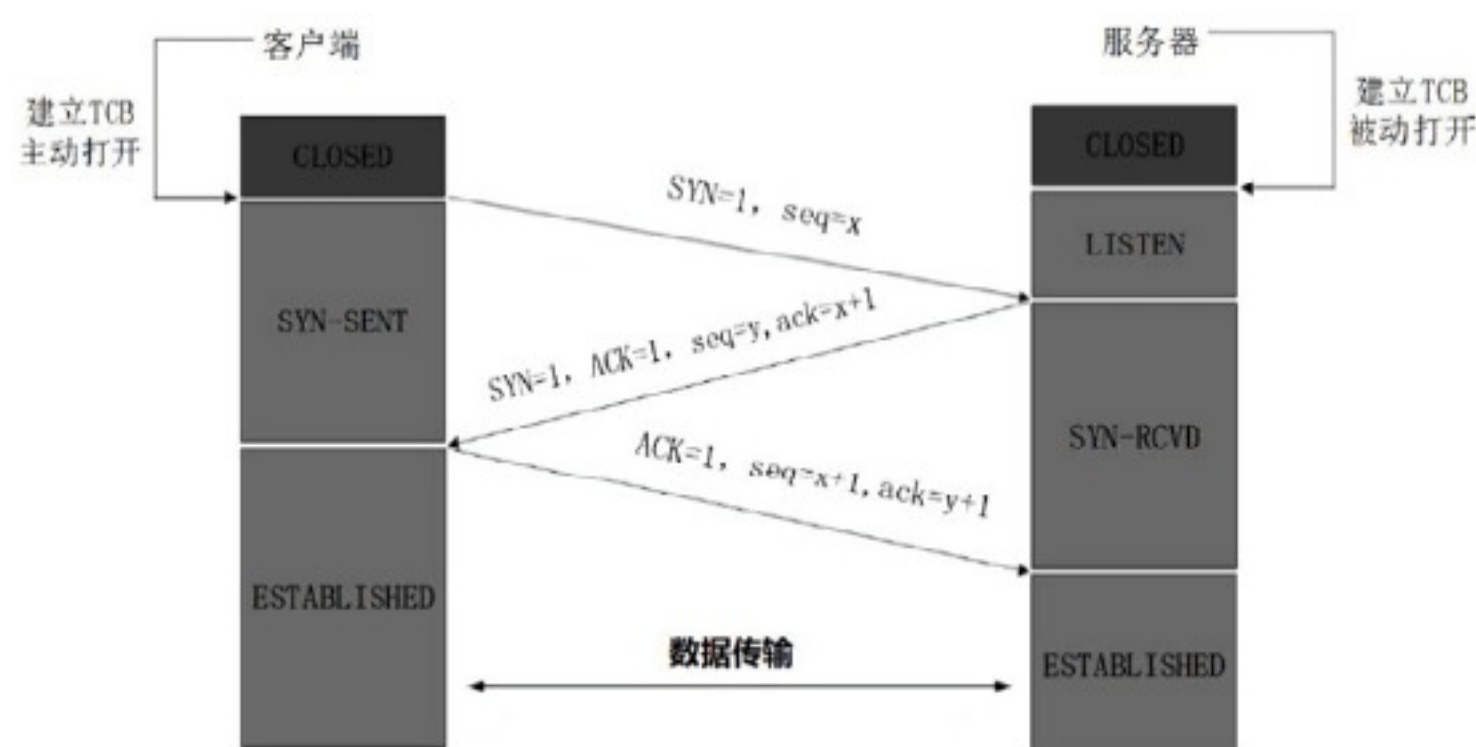 客户端
服务器
建立TCB
主动打开
建立TCB
被动打开
CLOSED
CLOSED
SYN=1, seq=x
LISTEN
SYN-SENT
SYN=1, ACK=1, seq=y,ack=x+1
SYN-RCVD
ACK=1, seq=x+1,ack=y+1
ESTABLISHED
数据传输
ESTABLISHED